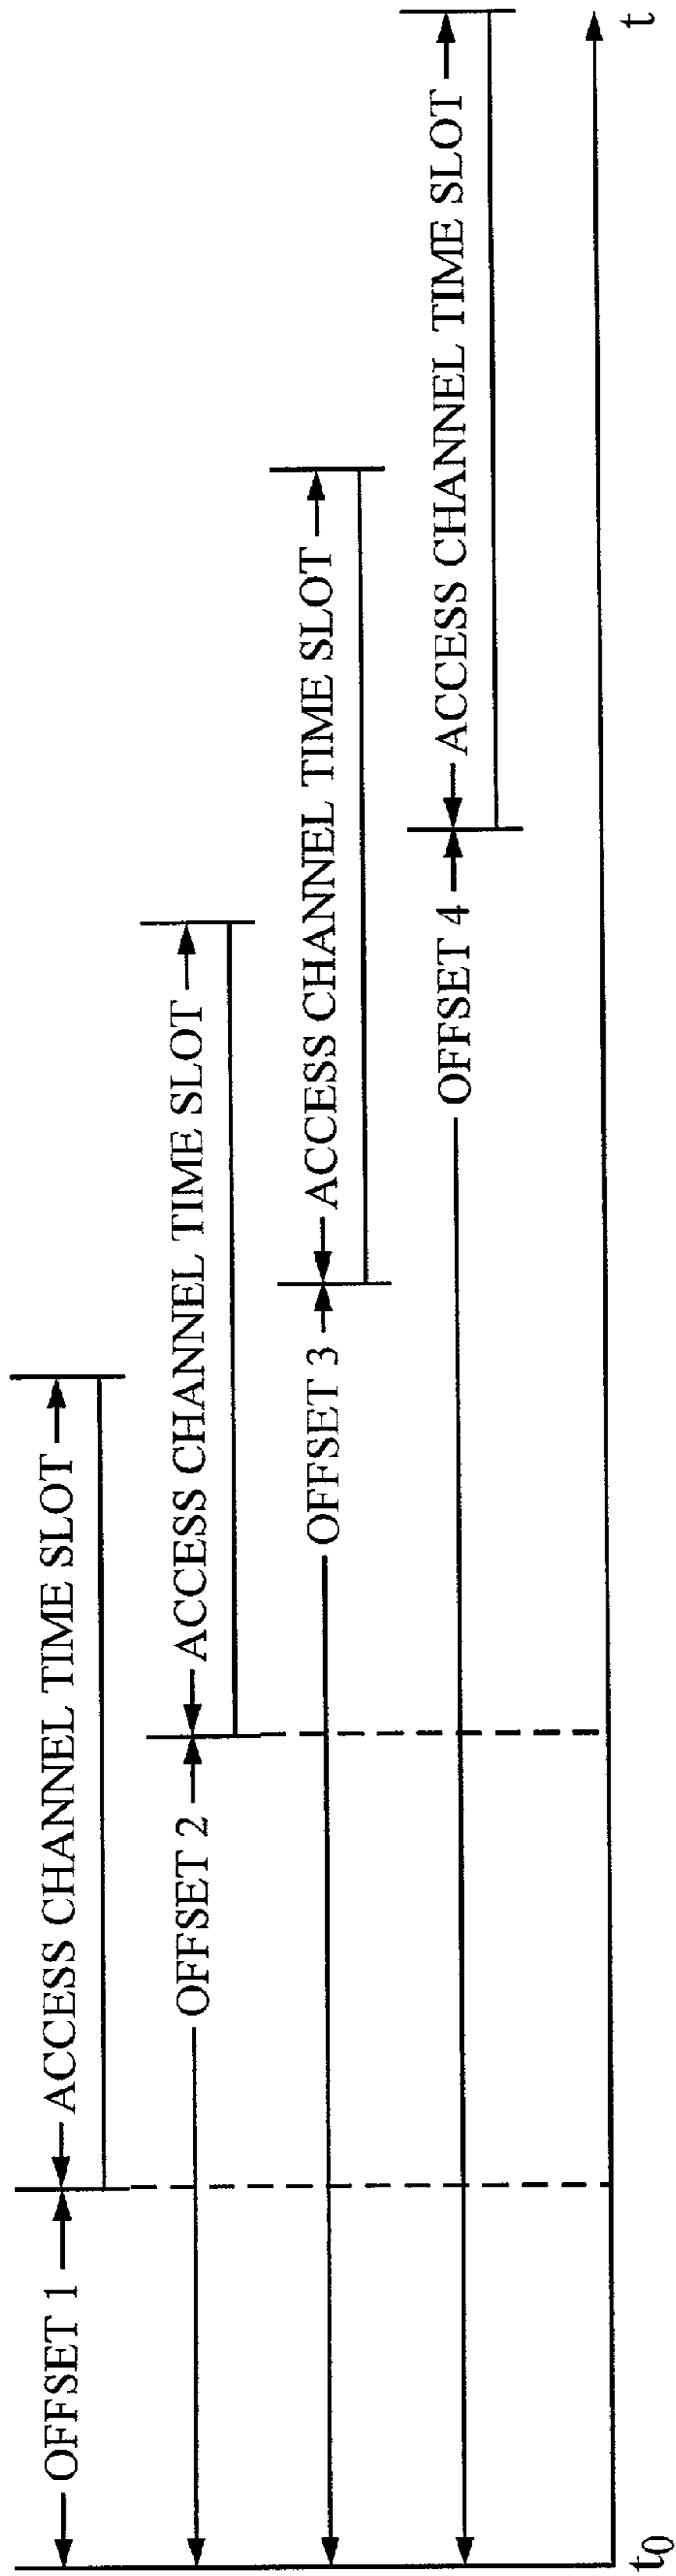 OFFSET 1 ACCESS CHANNEL TIME SLOT
OFFSET 2 ACCESS CHANNEL TIME SLOT
OFFSET 3 ACCESS CHANNEL TIME SLOT
OFFSET 4 ACCESS CHANNEL TIME SLOT
t₀ t